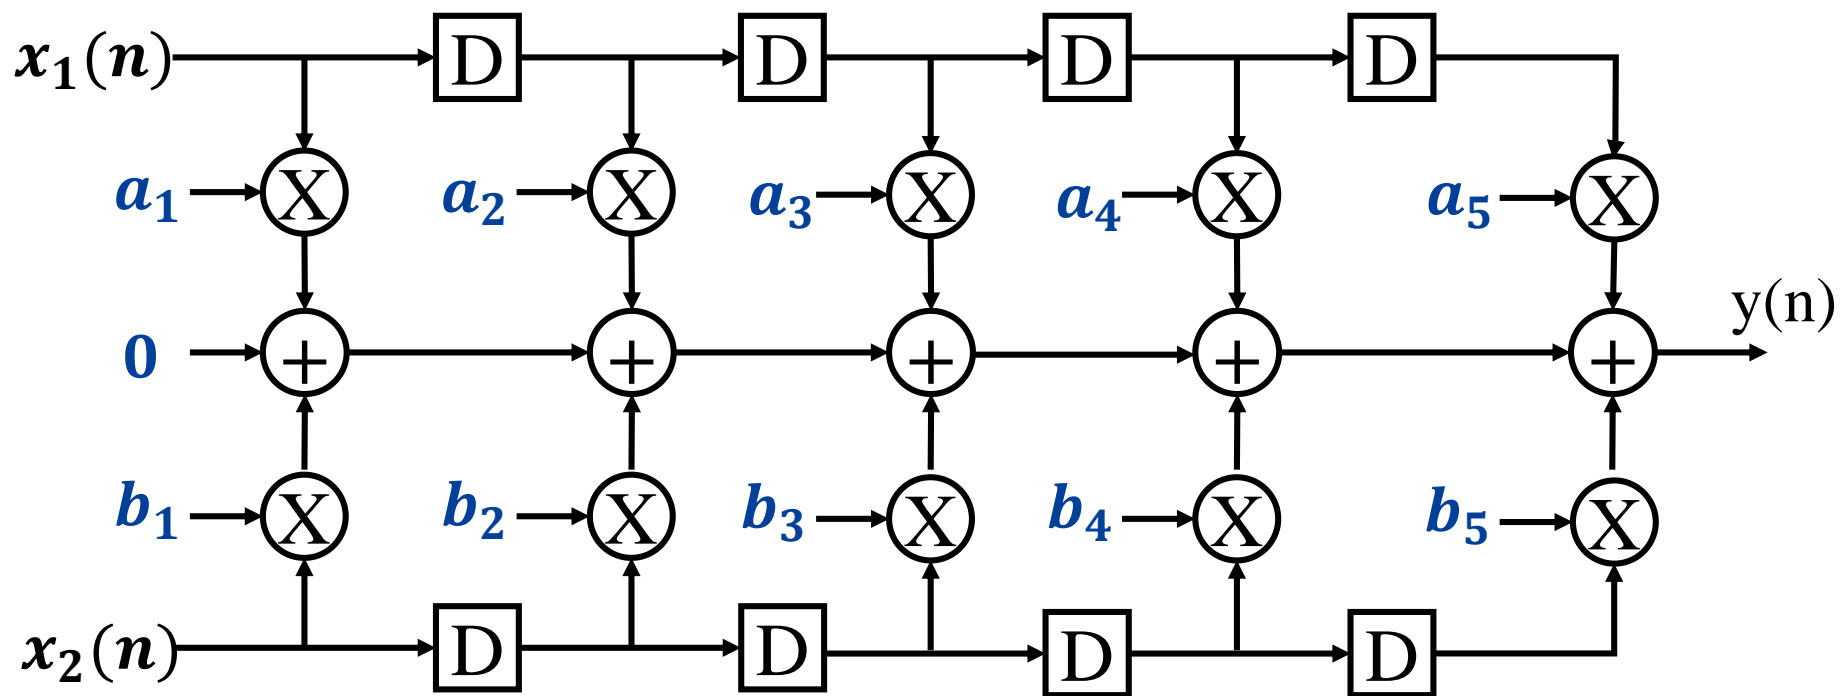 x₁(n) D D D D
a₁ X a₂ X a₃ X a₄ X a₅ X
0 + + + + + y(n)
b₁ X b₂ X b₃ X b₄ X b₅ X
x₂(n) D D D D